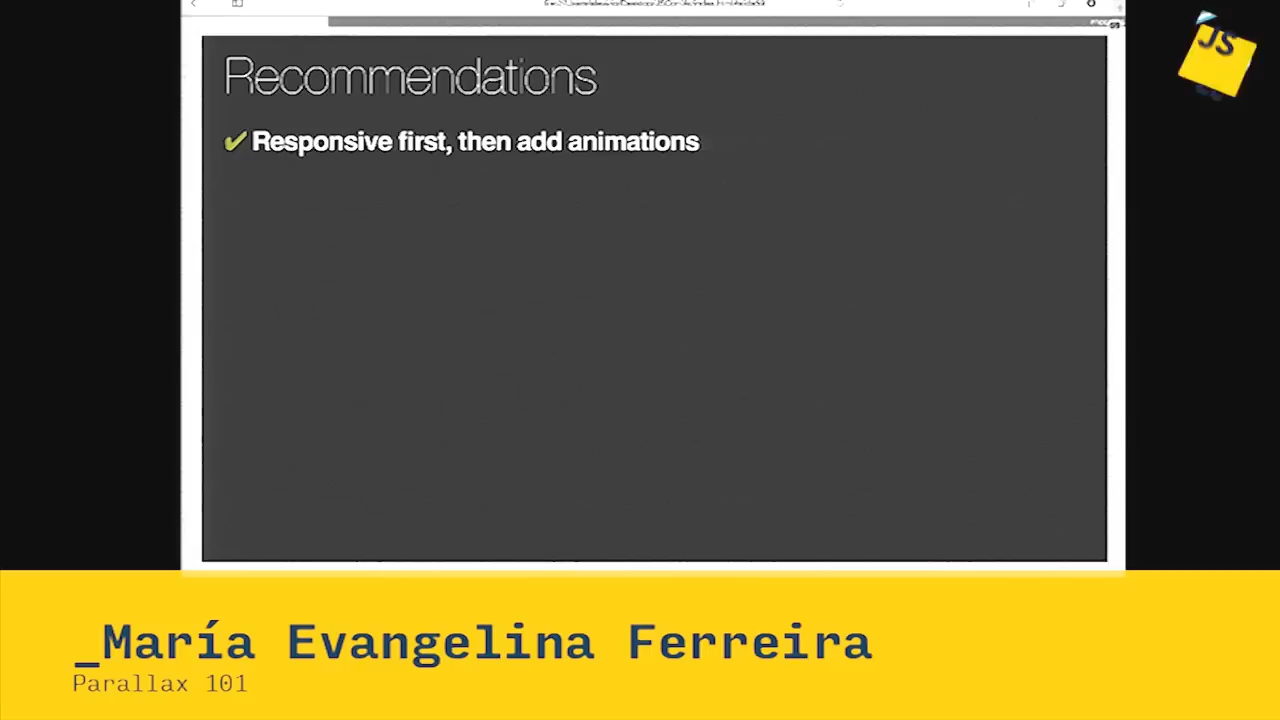 JS
Recommendations
✔ Responsive first, then add animations
_María Evangelina Ferreira
Parallax 101